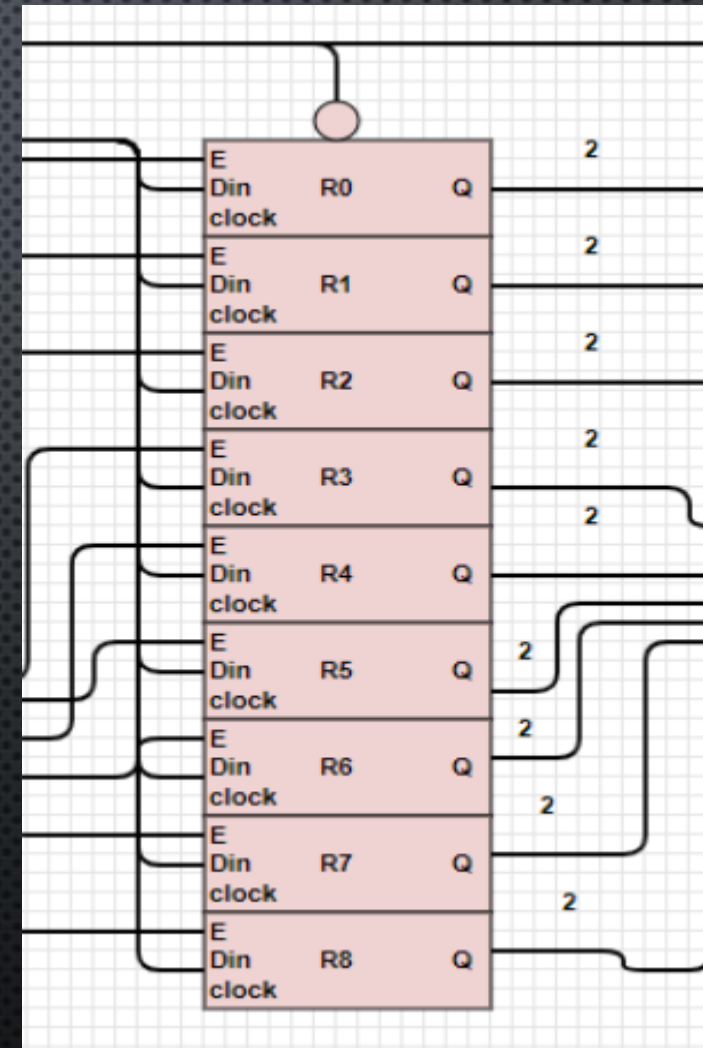 2
E
Din R0 Q
clock
2
E
Din R1 Q
clock
2
E
Din R2 Q
clock
2
E
Din R3 Q
clock
2
E
Din R4 Q
clock
E
2
Din R5 Q
clock
2
E
Din R6 Q
clock
2
E
Din R7 Q
clock
2
E
Din R8 Q
clock